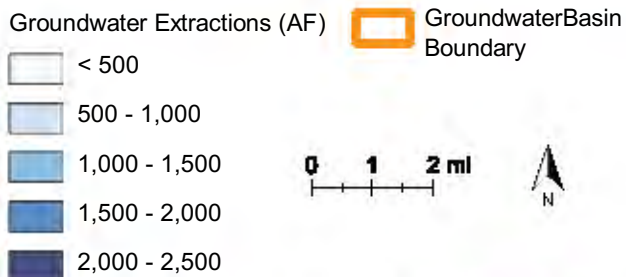 Groundwater Extractions (AF)
GroundwaterBasin
Boundary
< 500
500 - 1,000
1,000 - 1,500
1,500 - 2,000
2,000 - 2,500
0 1 2 mi
N